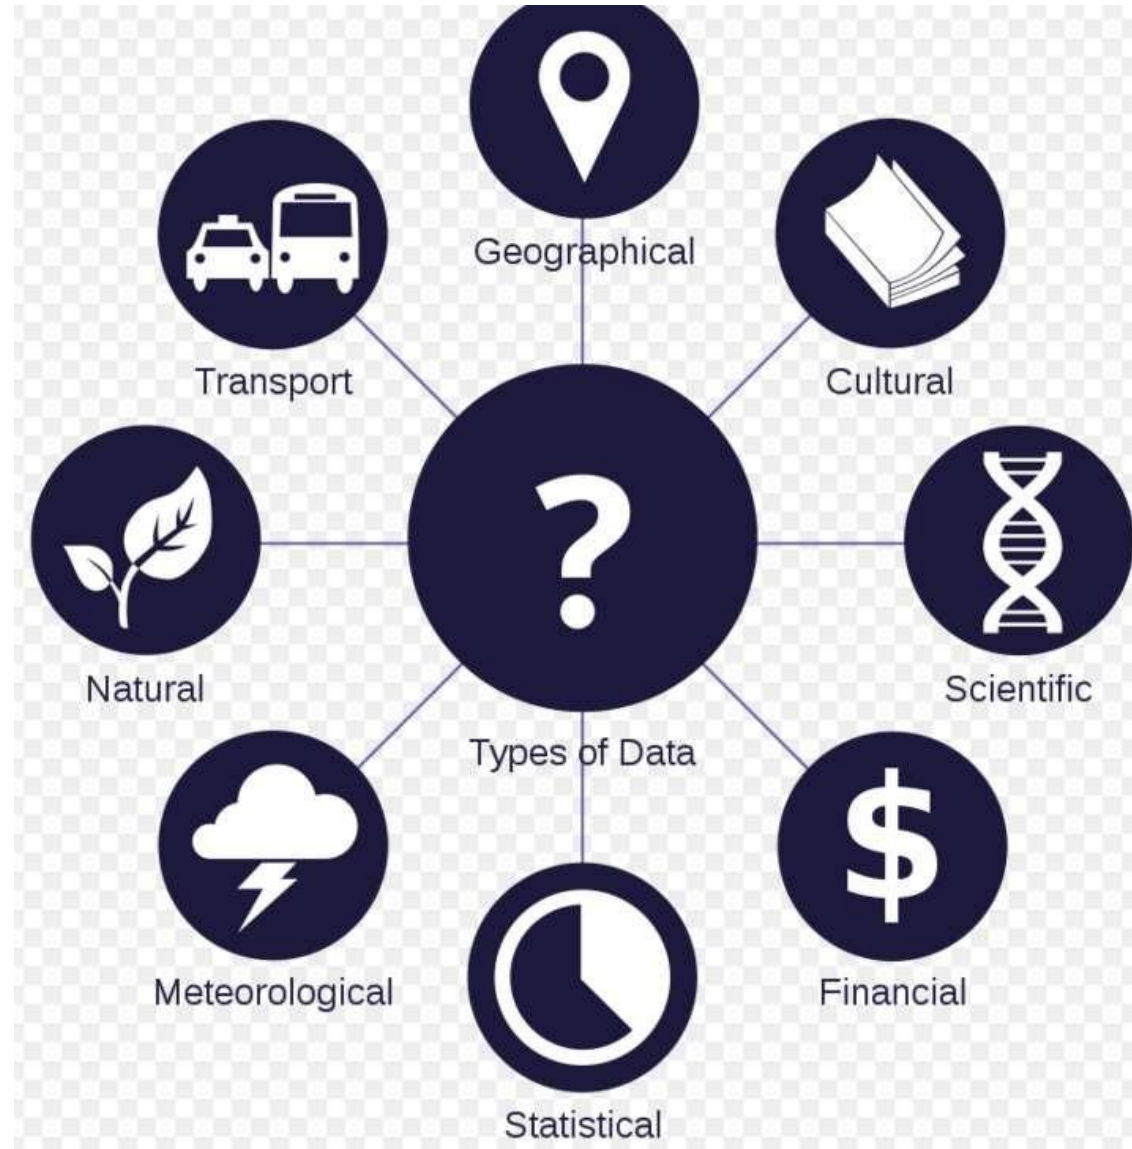 Geographical
Transport
Cultural
?
Natural
Scientific
Types of Data
$
Meteorological
Financial
Statistical